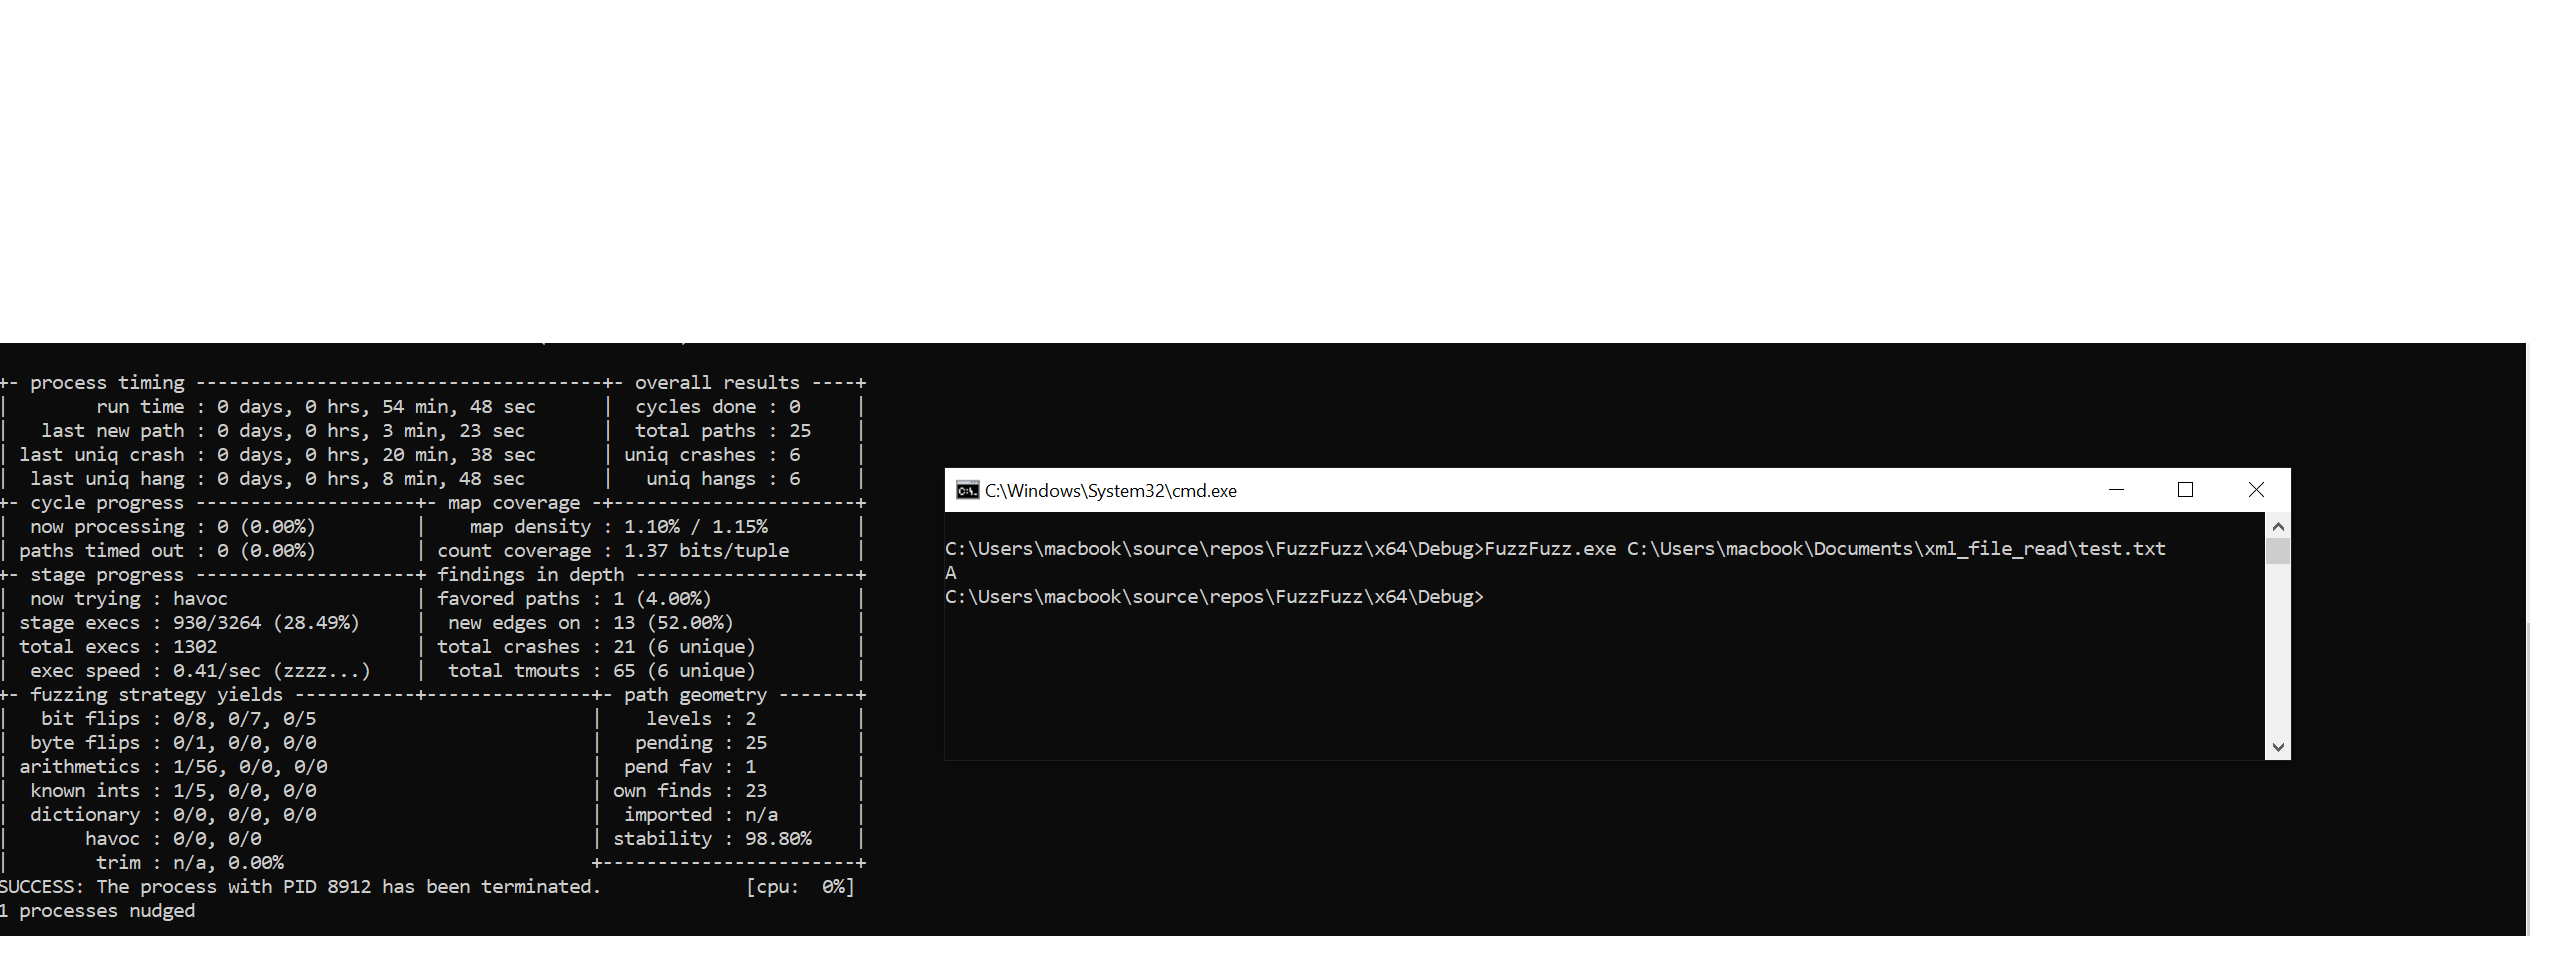 +- process timing -------------------------------------+- overall results ----+
|        run time : 0 days, 0 hrs, 54 min, 48 sec      |  cycles done : 0     |
|   last new path : 0 days, 0 hrs, 3 min, 23 sec       |  total paths : 25    |
| last uniq crash : 0 days, 0 hrs, 20 min, 38 sec      | uniq crashes : 6     |
|  last uniq hang : 0 days, 0 hrs, 8 min, 48 sec       |   uniq hangs : 6     |
+- cycle progress --------------------+- map coverage -+----------------------+
|  now processing : 0 (0.00%)         |    map density : 1.10% / 1.15%        |
| paths timed out : 0 (0.00%)         | count coverage : 1.37 bits/tuple      |
+- stage progress --------------------+ findings in depth --------------------+
|  now trying : havoc                 | favored paths : 1 (4.00%)             |
| stage execs : 930/3264 (28.49%)     |  new edges on : 13 (52.00%)           |
| total execs : 1302                  | total crashes : 21 (6 unique)         |
|  exec speed : 0.41/sec (zzzz...)    |  total tmouts : 65 (6 unique)         |
+- fuzzing strategy yields -----------+---------------+- path geometry -------+
|   bit flips : 0/8, 0/7, 0/5                         |    levels : 2         |
|  byte flips : 0/1, 0/0, 0/0                         |   pending : 25        |
| arithmetics : 1/56, 0/0, 0/0                        |  pend fav : 1         |
|  known ints : 1/5, 0/0, 0/0                         | own finds : 23        |
|  dictionary : 0/0, 0/0, 0/0                         |  imported : n/a       |
|       havoc : 0/0, 0/0                              | stability : 98.80%    |
|        trim : n/a, 0.00%                            +-----------------------+
SUCCESS: The process with PID 8912 has been terminated.             [cpu:  0%]
1 processes nudged
C:\Windows\System32\cmd.exe
C:\Users\macbook\source\repos\FuzzFuzz\x64\Debug>FuzzFuzz.exe C:\Users\macbook\Documents\xml_file_read\test.txt
A
C:\Users\macbook\source\repos\FuzzFuzz\x64\Debug>